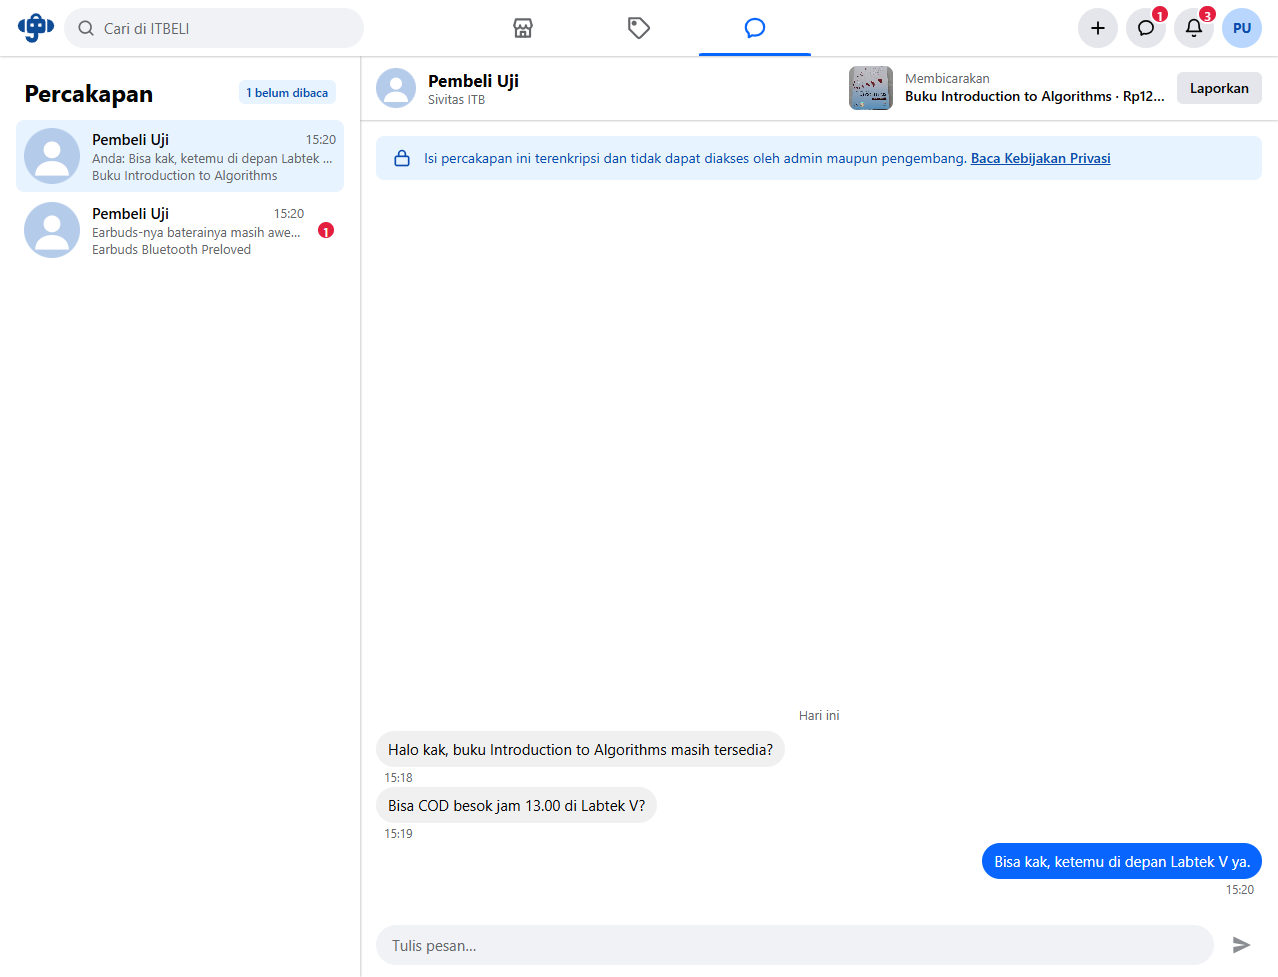 Cari di ITBELI
1
3
PU
Percakapan
1 belum dibaca
Pembeli Uji
15:20
Anda: Bisa kak, ketemu di depan Labtek ...
Buku Introduction to Algorithms
Pembeli Uji
15:20
Earbuds-nya baterainya masih awe...
1
Earbuds Bluetooth Preloved
Pembeli Uji
Sivitas ITB
Membicarakan
Buku Introduction to Algorithms · Rp12...
Laporkan
Isi percakapan ini terenkripsi dan tidak dapat diakses oleh admin maupun pengembang. Baca Kebijakan Privasi
Hari ini
Halo kak, buku Introduction to Algorithms masih tersedia?
15:18
Bisa COD besok jam 13.00 di Labtek V?
15:19
Bisa kak, ketemu di depan Labtek V ya.
15:20
Tulis pesan...